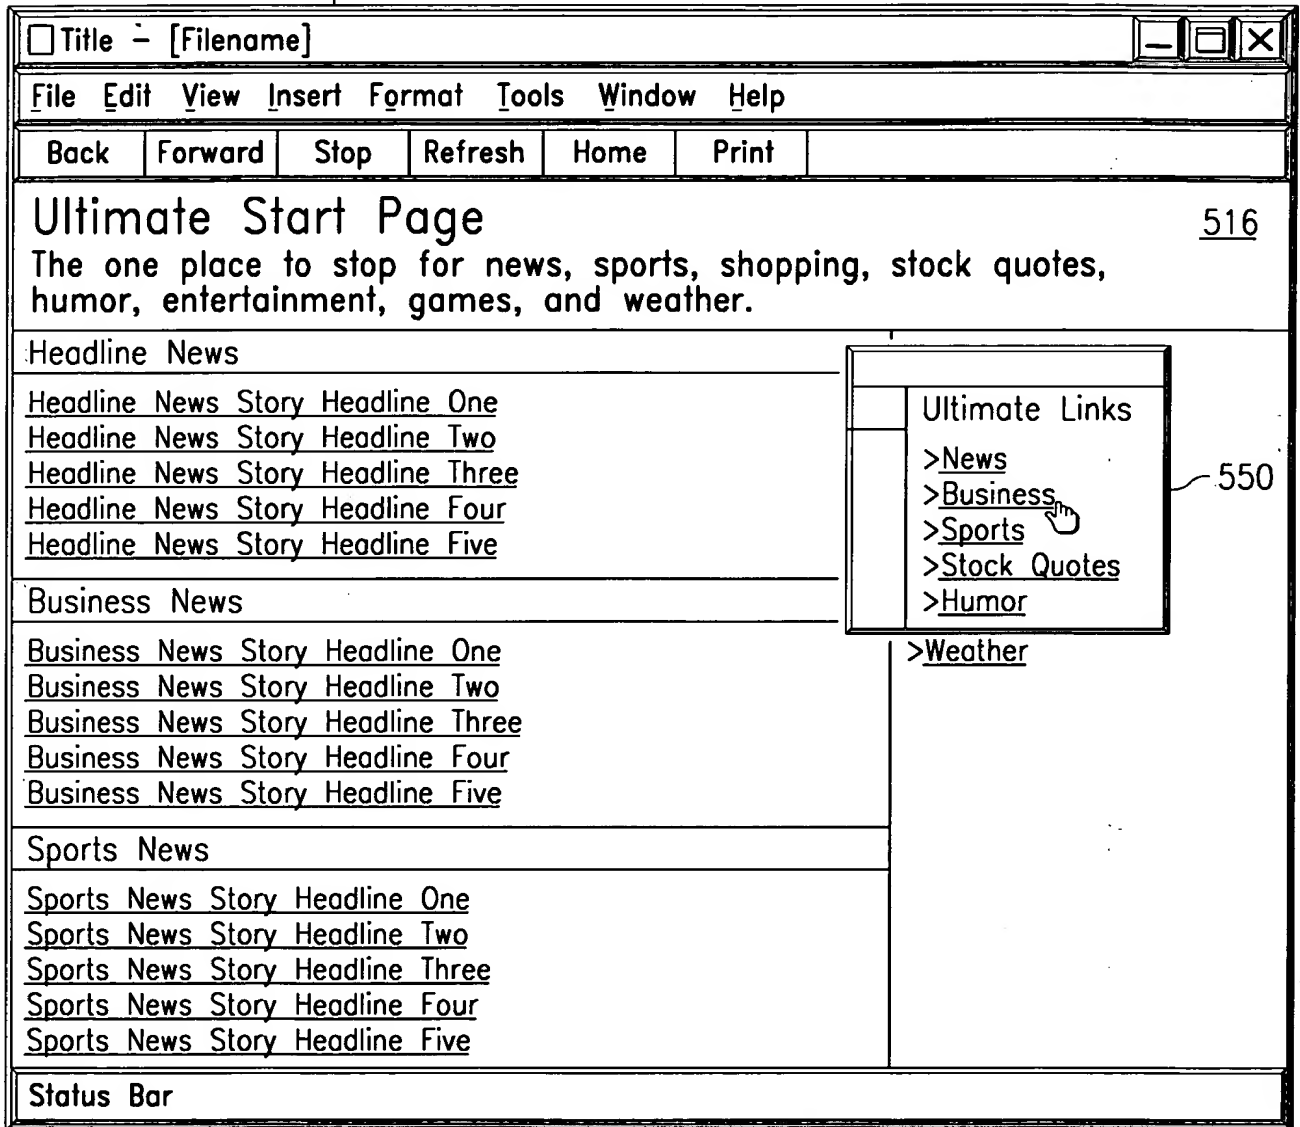 Title - [Filename]
File Edit View Insert Format Tools Window Help
Back Forward Stop Refresh Home Print
Ultimate Start Page
516
The one place to stop for news, sports, shopping, stock quotes,
humor, entertainment, games, and weather.
Headline News
Headline News Story Headline One
Headline News Story Headline Two
Headline News Story Headline Three
Headline News Story Headline Four
Headline News Story Headline Five
Business News
Business News Story Headline One
Business News Story Headline Two
Business News Story Headline Three
Business News Story Headline Four
Business News Story Headline Five
Sports News
Sports News Story Headline One
Sports News Story Headline Two
Sports News Story Headline Three
Sports News Story Headline Four
Sports News Story Headline Five
Ultimate Links
>News
>Business
>Sports
>Stock Quotes
>Humor
550
>Weather
Status Bar